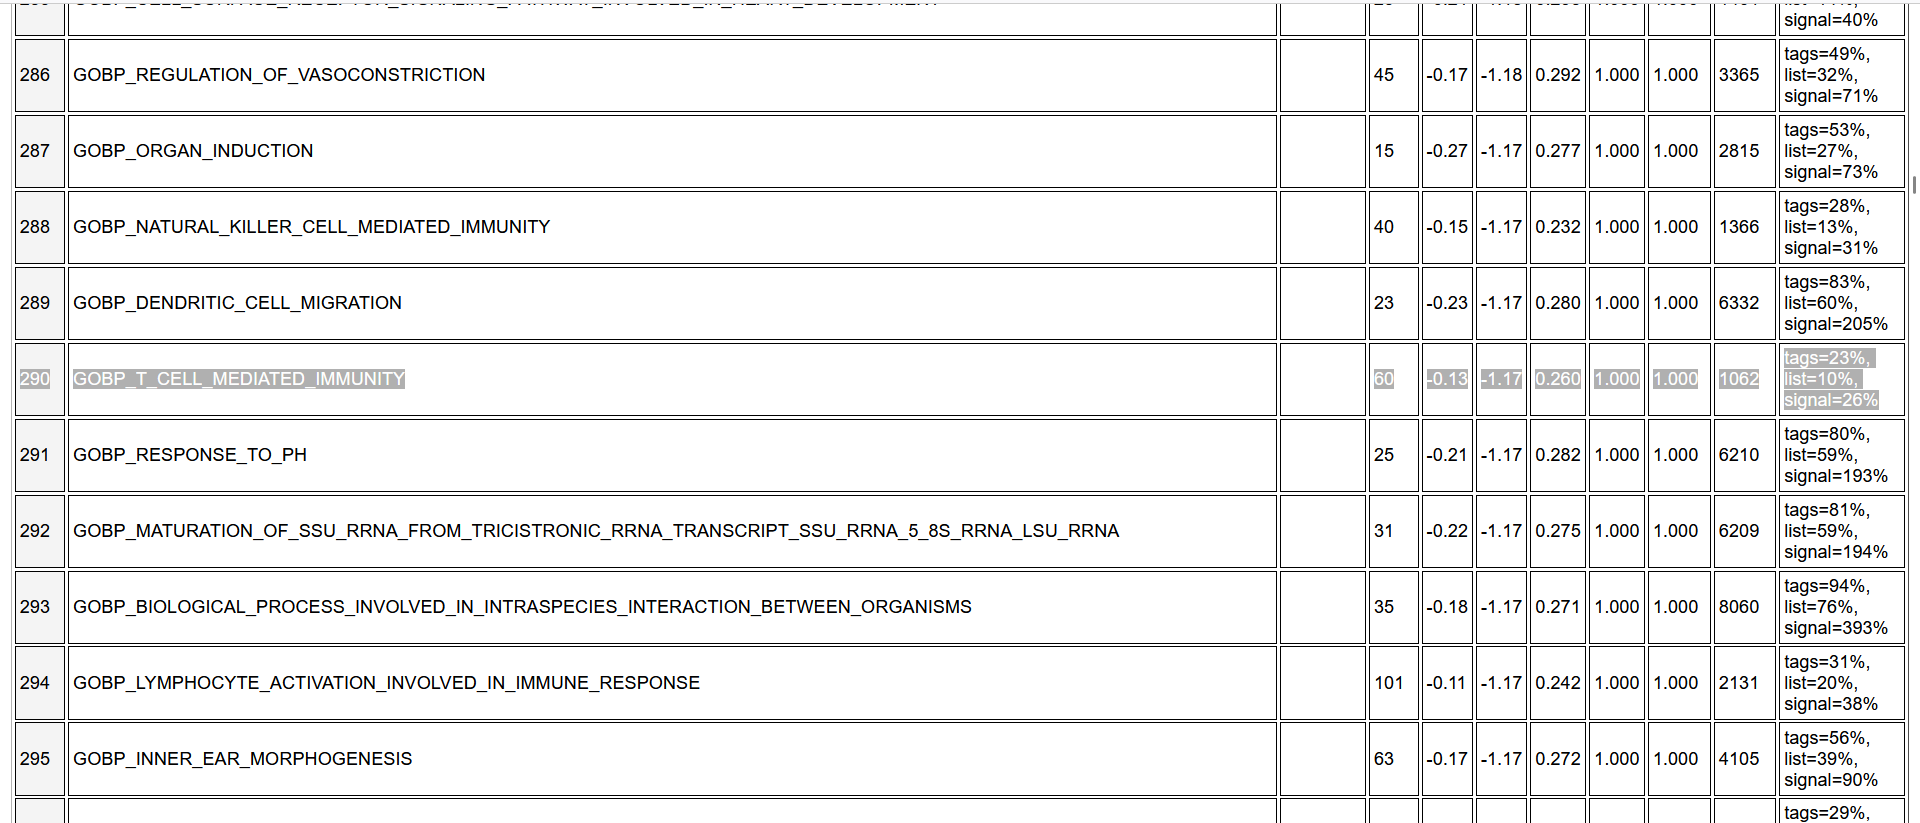 signal=40%
286 GOBP_REGULATION_OF_VASOCONSTRICTION 45 -0.17 -1.18 0.292 1.000 1.000 3365 tags=49%,
list=32%,
signal=71%
287 GOBP_ORGAN_INDUCTION 15 -0.27 -1.17 0.277 1.000 1.000 2815 tags=53%,
list=27%,
signal=73%
288 GOBP_NATURAL_KILLER_CELL_MEDIATED_IMMUNITY 40 -0.15 -1.17 0.232 1.000 1.000 1366 tags=28%,
list=13%,
signal=31%
289 GOBP_DENDRITIC_CELL_MIGRATION 23 -0.23 -1.17 0.280 1.000 1.000 6332 tags=83%,
list=60%,
signal=205%
290 GOBP_T_CELL_MEDIATED_IMMUNITY 60 -0.13 -1.17 0.260 1.000 1.000 1062 tags=23%,
list=10%,
signal=26%
291 GOBP_RESPONSE_TO_PH 25 -0.21 -1.17 0.282 1.000 1.000 6210 tags=80%,
list=59%,
signal=193%
292 GOBP_MATURATION_OF_SSU_RRNA_FROM_TRICISTRONIC_RRNA_TRANSCRIPT_SSU_RRNA_5_8S_RRNA_LSU_RRNA 31 -0.22 -1.17 0.275 1.000 1.000 6209 tags=81%,
list=59%,
signal=194%
293 GOBP_BIOLOGICAL_PROCESS_INVOLVED_IN_INTRASPECIES_INTERACTION_BETWEEN_ORGANISMS 35 -0.18 -1.17 0.271 1.000 1.000 8060 tags=94%,
list=76%,
signal=393%
294 GOBP_LYMPHOCYTE_ACTIVATION_INVOLVED_IN_IMMUNE_RESPONSE 101 -0.11 -1.17 0.242 1.000 1.000 2131 tags=31%,
list=20%,
signal=38%
295 GOBP_INNER_EAR_MORPHOGENESIS 63 -0.17 -1.17 0.272 1.000 1.000 4105 tags=56%,
list=39%,
signal=90%
tags=29%,